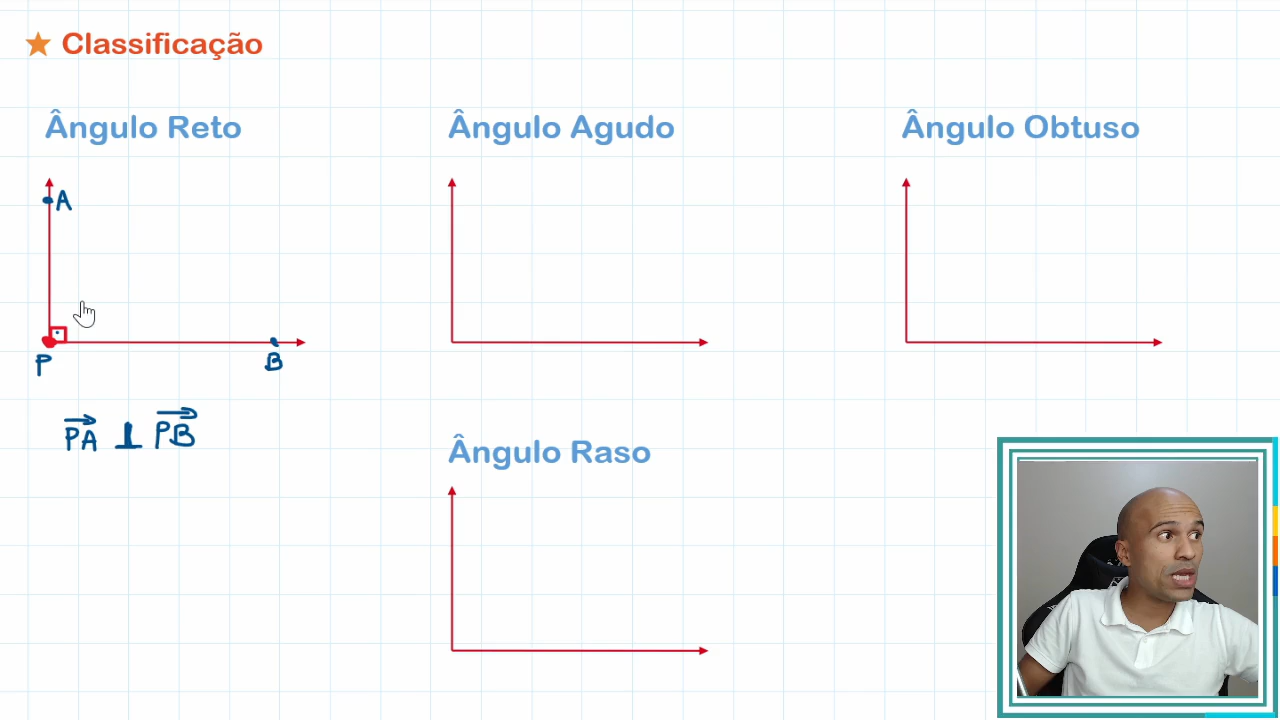 Classificação
Ângulo Reto
Ângulo Agudo
Ângulo Obtuso
A
P
B
PA ⊥ PB
Ângulo Raso